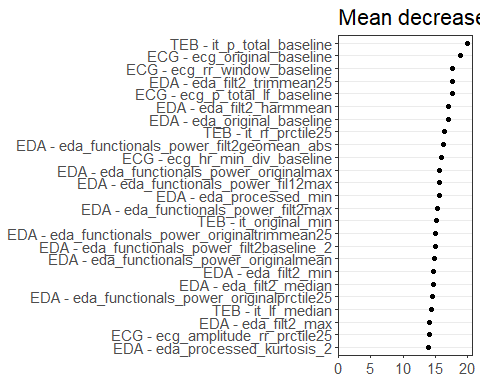 Mean decrease
TEB - it_p_total_baseline
ECG - ecg_original_baseline
ECG - ecg_rr_window_baseline
EDA - eda_filt2_trimmean25
ECG - ecg_p_total_lf_baseline
EDA - eda_filt2_harmmean
EDA - eda_original_baseline
TEB - it_rf_prctile25
EDA - eda_functionals_power_filt2geomean_abs
ECG - ecg_hr_min_div_baseline
EDA - eda_functionals_power_originalmax
EDA - eda_functionals_power_fil12max
EDA - eda_processed_min
EDA - eda_functionals_power_filt2max
TEB - it_original_min
EDA - eda_functionals_power_originaltrimmean25
EDA - eda_functionals_power_filt2baseline_2
EDA - eda_functionals_power_originalmean
EDA - eda_filt2_min
EDA - eda_filt2_median
EDA - eda_functionals_power_originalprctile25
TEB - it_lf_median
EDA - eda_filt2_max
ECG - ecg_amplitude_rr_prctile25
EDA - eda_processed_kurtosis_2
0 5 10 15 20